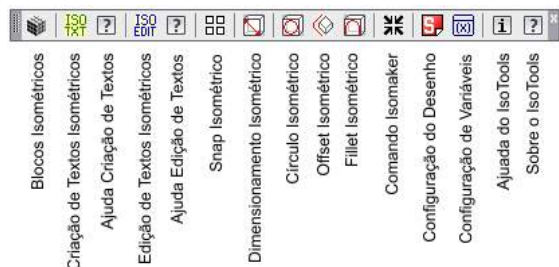 ISO TXT
?
ISO EDIT
?
S
(x)
i
?
Blocos Isométricos
Criação de Textos Isométricos
Ajuda Criação de Textos
Edição de Textos Isométricos
Ajuda Edição de Textos
Snap Isométrico
Dimensionamento Isométrico
Círculo Isométrico
Offset Isométrico
Fillet Isométrico
Comando Isomaker
Configuração do Desenho
Configuração de Variáveis
Ajuada do IsoTools
Sobre o IsoTools